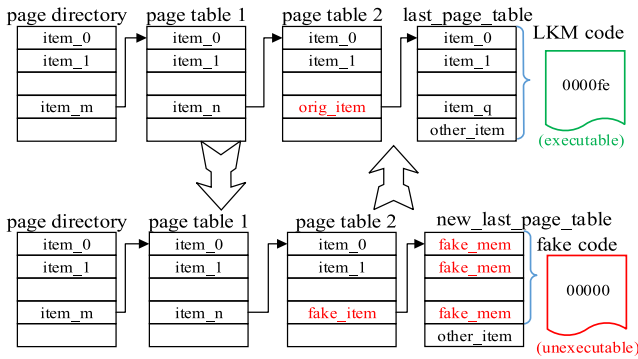 page directory
page table 1
page table 2
last_page_table
LKM code
item_0
item_0
item_0
item_0
item_1
item_1
item_1
item_1
0000fe
item_m
item_n
orig_item
item_q
other_item
(executable)
page directory
page table 1
page table 2
new_last_page_table
fake code
item_0
item_0
item_0
fake_mem
item_1
item_1
item_1
fake_mem
00000
item_m
item_n
fake_item
fake_mem
other_item
(unexecutable)